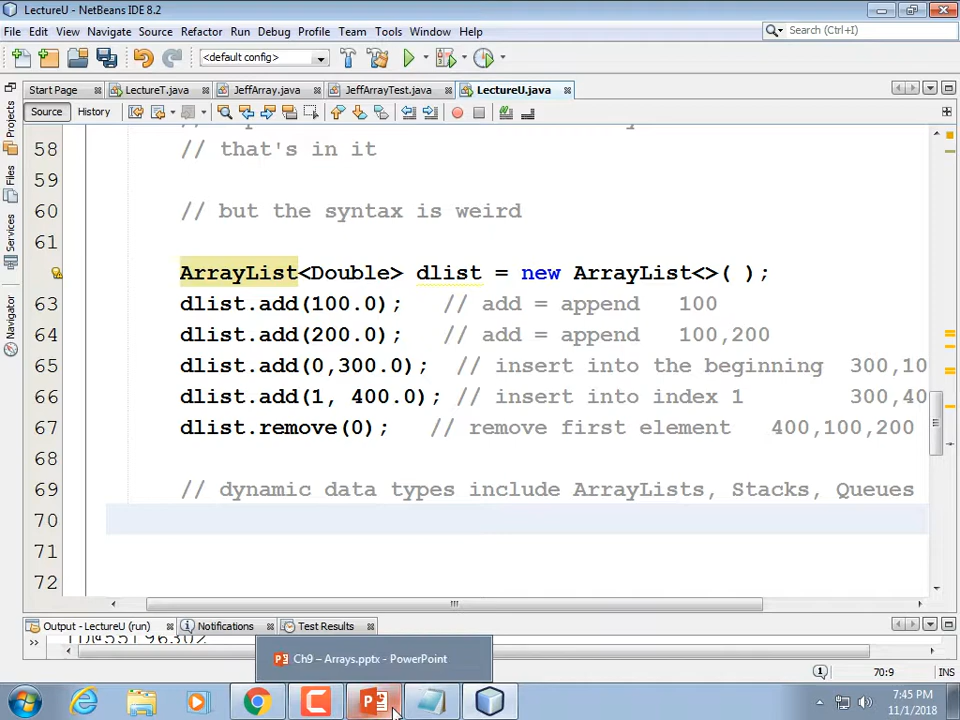 LectureU - NetBeans IDE 8.2
File Edit View Navigate Source Refactor Run Debug Profile Team Tools Window Help
Search (Ctrl+I)
<default config>
Start Page LectureT.java JeffArray.java JeffArrayTest.java LectureU.java
Source History
Projects
Files
Services
Navigator
58 // that's in it
59
60 // but the syntax is weird
61
ArrayList<Double> dlist = new ArrayList<>( );
63 dlist.add(100.0); // add = append 100
64 dlist.add(200.0); // add = append 100,200
65 dlist.add(0,300.0); // insert into the beginning 300,10
66 dlist.add(1, 400.0); // insert into index 1 300,40
67 dlist.remove(0); // remove first element 400,100,200
68
69 // dynamic data types include ArrayLists, Stacks, Queues
70
71
72
Output - LectureU (run) Notifications Test Results
Ch9 – Arrays.pptx - PowerPoint
70:9 INS
7:45 PM
11/1/2018